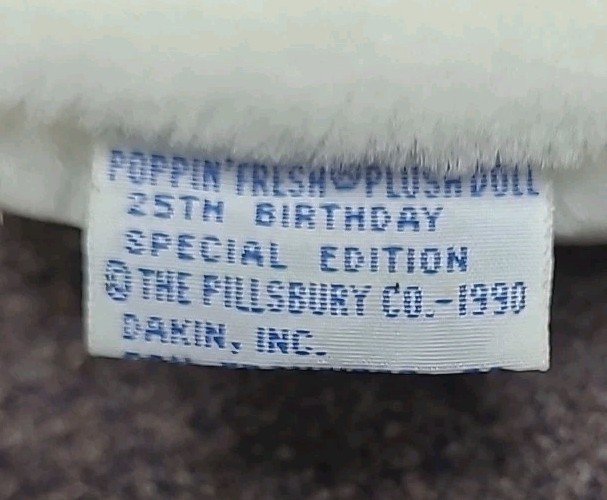 POPPIN' FRESH® PLUSH DOLL
25TH BIRTHDAY
SPECIAL EDITION
© THE PILLSBURY CO.-1990
DAKIN, INC.